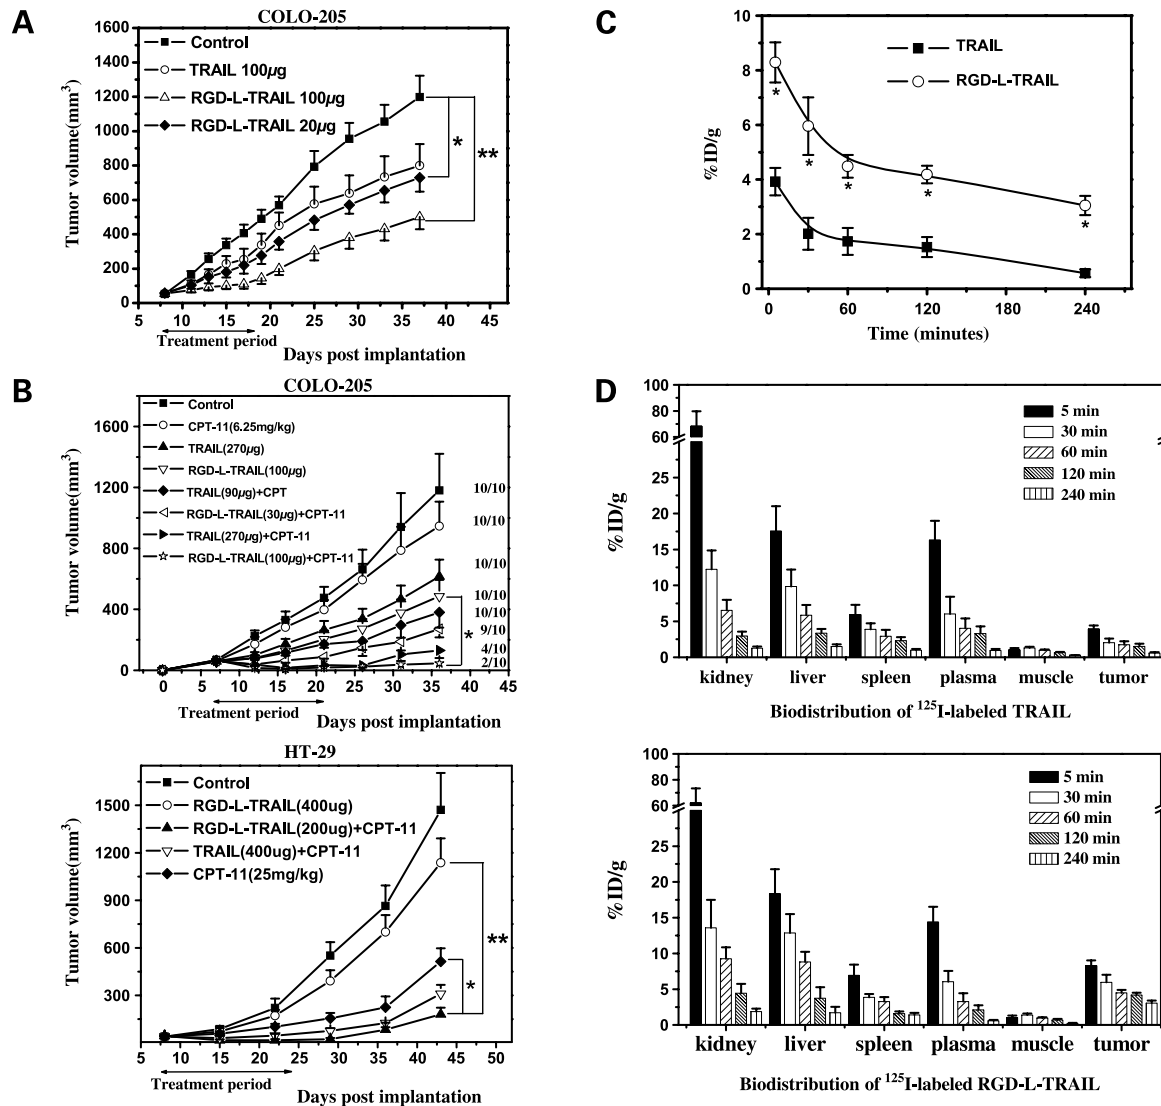 A
COLO-205
Tumor volume(mm³)
1600
1400
1200
1000
800
600
400
200
0
Control
TRAIL 100µg
RGD-L-TRAIL 100µg
RGD-L-TRAIL 20µg
*
**
5 10 15 20 25 30 35 40 45
Treatment period
Days post implantation
B
COLO-205
Tumor volume(mm³)
1600
1200
800
400
0
Control
CPT-11(6.25mg/kg)
TRAIL(270µg)
RGD-L-TRAIL(100µg)
TRAIL(90µg)+CPT
RGD-L-TRAIL(30µg)+CPT-11
TRAIL(270µg)+CPT-11
RGD-L-TRAIL(100µg)+CPT-11
10/10
10/10
10/10
10/10
10/10
9/10
4/10
2/10
*
0 5 10 15 20 25 30 35 40 45
Treatment period
Days post implantation
HT-29
Tumor volume(mm³)
1500
1200
900
600
300
Control
RGD-L-TRAIL(400ug)
RGD-L-TRAIL(200ug)+CPT-11
TRAIL(400ug)+CPT-11
CPT-11(25mg/kg)
**
*
5 10 15 20 25 30 35 40 45 50
Treatment period
Days post implantation
C
%ID/g
10
8
6
4
2
0
TRAIL
RGD-L-TRAIL
* * * * *
0 60 120 180 240
Time (minutes)
D
%ID/g
100
80
60
25
20
15
10
5
0
5 min
30 min
60 min
120 min
240 min
kidney liver spleen plasma muscle tumor
Biodistribution of ¹²⁵I-labeled TRAIL
%ID/g
100
80
60
25
20
15
10
5
0
5 min
30 min
60 min
120 min
240 min
kidney liver spleen plasma muscle tumor
Biodistribution of ¹²⁵I-labeled RGD-L-TRAIL